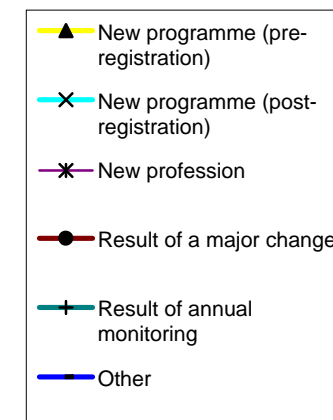 New programme (pre-
registration)
New programme (post-
registration)
New profession
Result of a major change
Result of annual
monitoring
Other